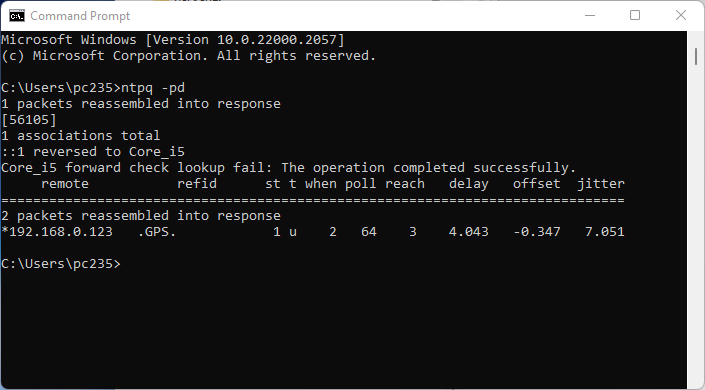 Command Prompt
Microsoft Windows [Version 10.0.22000.2057]
(c) Microsoft Corporation. All rights reserved.
C:\Users\pc235>ntpq -pd
1 packets reassembled into response
[56105]
1 associations total
::1 reversed to Core_i5
Core_i5 forward check lookup fail: The operation completed successfully.
     remote           refid      st t when poll reach   delay   offset  jitter
==============================================================================
2 packets reassembled into response
*192.168.0.123   .GPS.            1 u    2   64    3    4.043   -0.347   7.051
C:\Users\pc235>